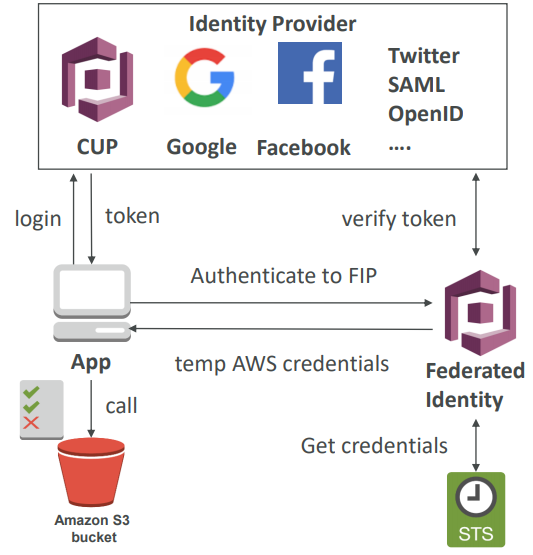 Identity Provider
Twitter
SAML
OpenID
....
CUP
Google
Facebook
login
token
verify token
Authenticate to FIP
temp AWS credentials
App
Federated
Identity
call
Get credentials
Amazon S3
bucket
STS